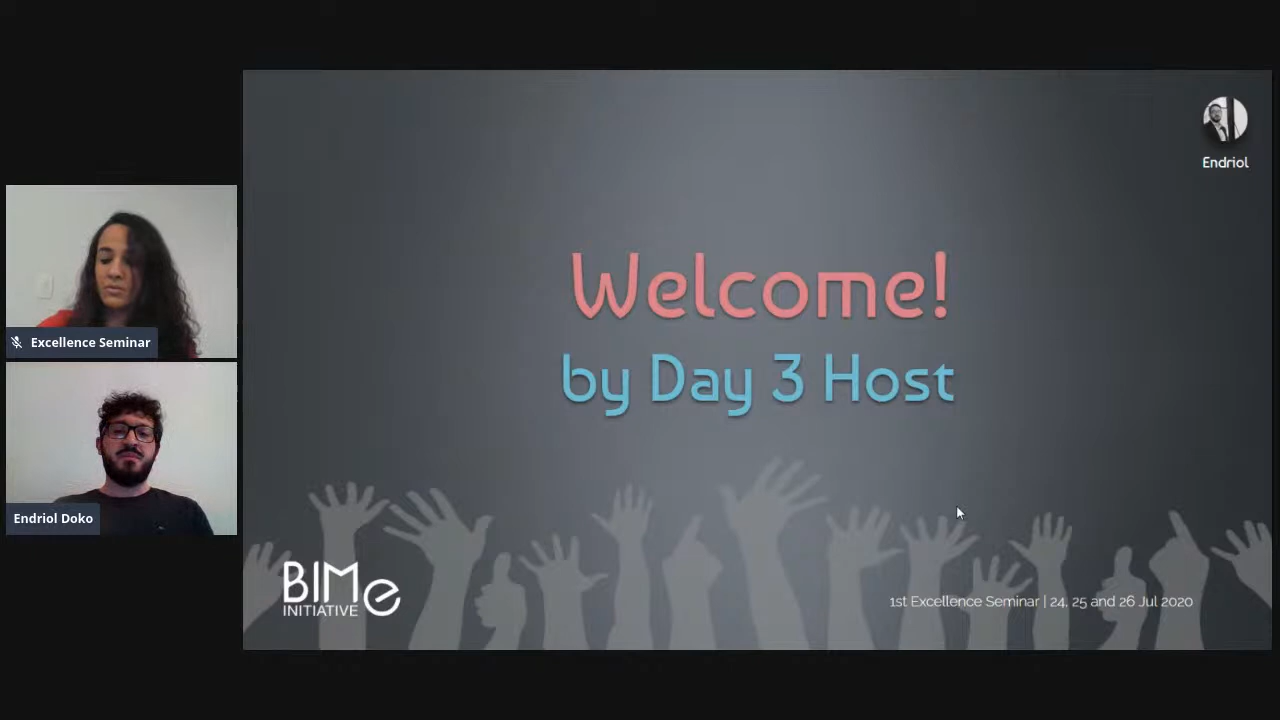 Endriol
Welcome!
by Day 3 Host
Excellence Seminar
Endriol Doko
BIMe
INITIATIVE
1st Excellence Seminar | 24, 25 and 26 Jul 2020